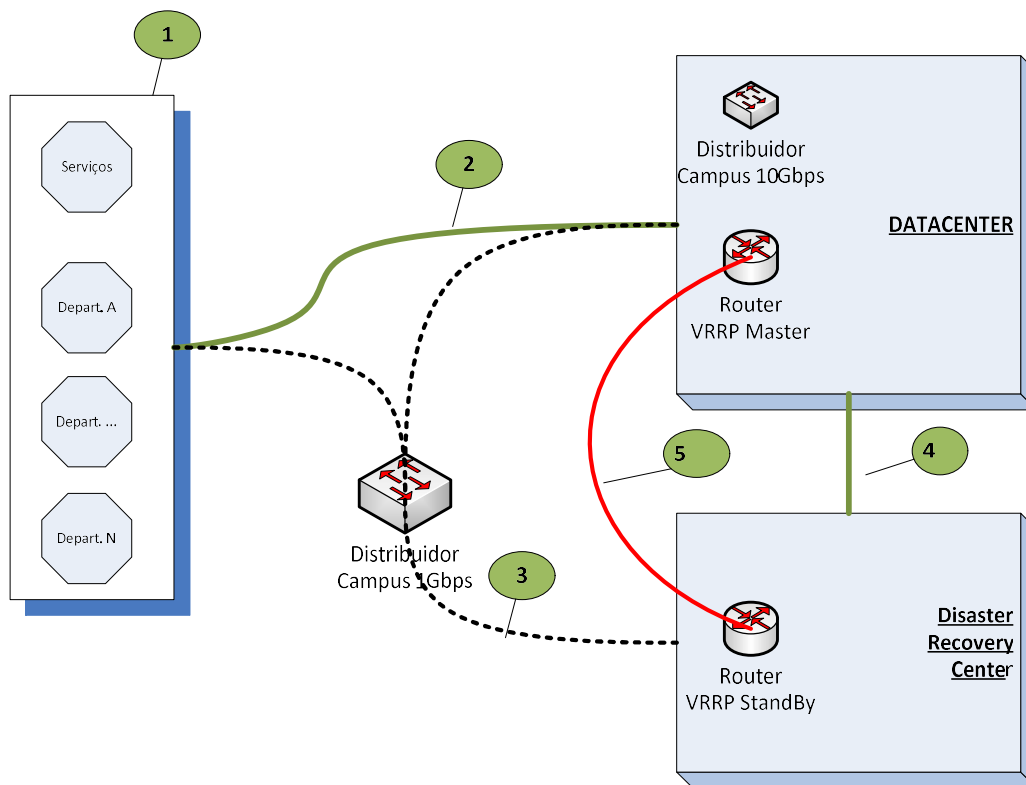 1
Serviços
Depart. A
Depart. ...
Depart. N
2
Distribuidor
Campus 10Gbps
DATACENTER
Router
VRRP Master
5
4
Distribuidor
Campus 1Gbps
3
Router
VRRP StandBy
Disaster
Recovery
Center